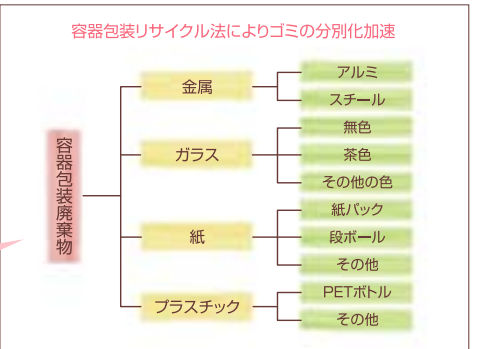 容器包装リサイクル法によりゴミの分別化加速
容器包装廃棄物
金属
アルミ
スチール
ガラス
無色
茶色
その他の色
紙
紙パック
段ボール
その他
プラスチック
PETボトル
その他